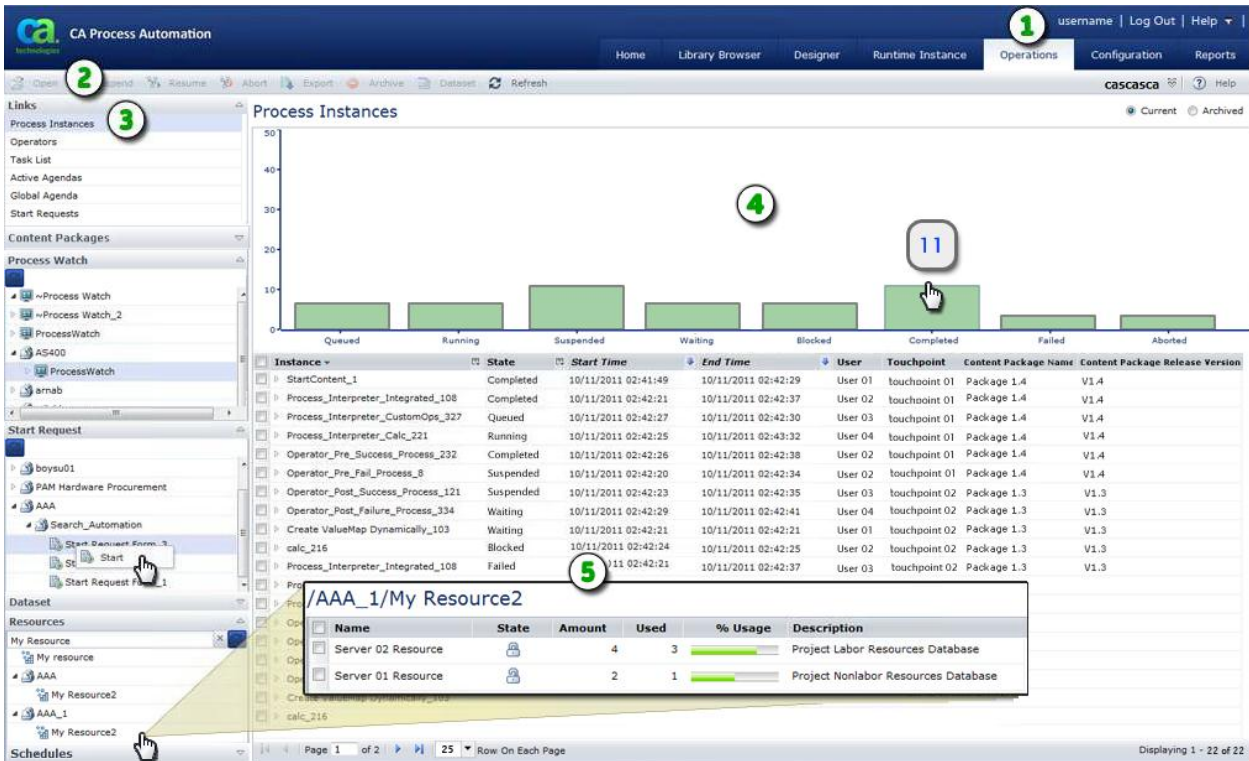 username | Log Out | Help
1
ca.
technologies
CA Process Automation
Home Library Browser Designer Runtime Instance Operations Configuration Reports
2
Open Resume Abort Export Archive Dataset Refresh
cascasca Help
Links
Process Instances
3
Operators
Task List
Active Agendas
Global Agenda
Start Requests
Content Packages
Process Watch
~Process Watch
~Process Watch_2
ProcessWatch
AS400
ProcessWatch
arnab
Start Request
boysu01
PAM Hardware Procurement
AAA
Search_Automation
Start Request Form_3
Start
Start Request
Dataset
Resources
My Resource
My resource
AAA
My Resource2
AAA_1
My Resource2
Schedules
Process Instances
Current Archived
50
40
30
20
10
0
4
11
Queued Running Suspended Waiting Blocked Completed Failed Aborted
Instance State Start Time End Time User Touchpoint Content Package Name Content Package Release Version
StartContent_1 Completed 10/11/2011 02:41:49 10/11/2011 02:42:29 User 01 touchpoint 01 Package 1.4 V1.4
Process_Interpreter_Integrated_108 Completed 10/11/2011 02:42:21 10/11/2011 02:42:37 User 02 touchpoint 01 Package 1.4 V1.4
Process_Interpreter_CustomOps_327 Queued 10/11/2011 02:42:27 10/11/2011 02:42:30 User 03 touchpoint 01 Package 1.4 V1.4
Process_Interpreter_Calc_221 Running 10/11/2011 02:42:25 10/11/2011 02:43:32 User 04 touchpoint 01 Package 1.4 V1.4
Operator_Pre_Success_Process_232 Completed 10/11/2011 02:42:26 10/11/2011 02:42:38 User 02 touchpoint 01 Package 1.4 V1.4
Operator_Pre_Fail_Process_8 Suspended 10/11/2011 02:42:20 10/11/2011 02:42:34 User 02 touchpoint 01 Package 1.4 V1.4
Operator_Post_Success_Process_121 Suspended 10/11/2011 02:42:23 10/11/2011 02:42:35 User 03 touchpoint 02 Package 1.3 V1.3
Operator_Post_Failure_Process_334 Waiting 10/11/2011 02:42:29 10/11/2011 02:42:41 User 04 touchpoint 02 Package 1.3 V1.3
Create ValueMap Dynamically_103 Waiting 10/11/2011 02:42:21 10/11/2011 02:42:21 User 01 touchpoint 02 Package 1.3 V1.3
calc_216 Blocked 10/11/2011 02:42:24 10/11/2011 02:42:25 User 02 touchpoint 02 Package 1.3 V1.3
Process_Interpreter_Integrated_108 Failed 02:42:21 10/11/2011 02:42:37 User 03 touchpoint 02 Package 1.3 V1.3
5
/AAA_1/My Resource2
Name State Amount Used % Usage Description
Server 02 Resource 4 3 Project Labor Resources Database
Server 01 Resource 2 1 Project Nonlabor Resources Database
Create ValueMap Dynamically_103
calc_216
Page 1 of 2 25 Row On Each Page
Displaying 1 - 22 of 22